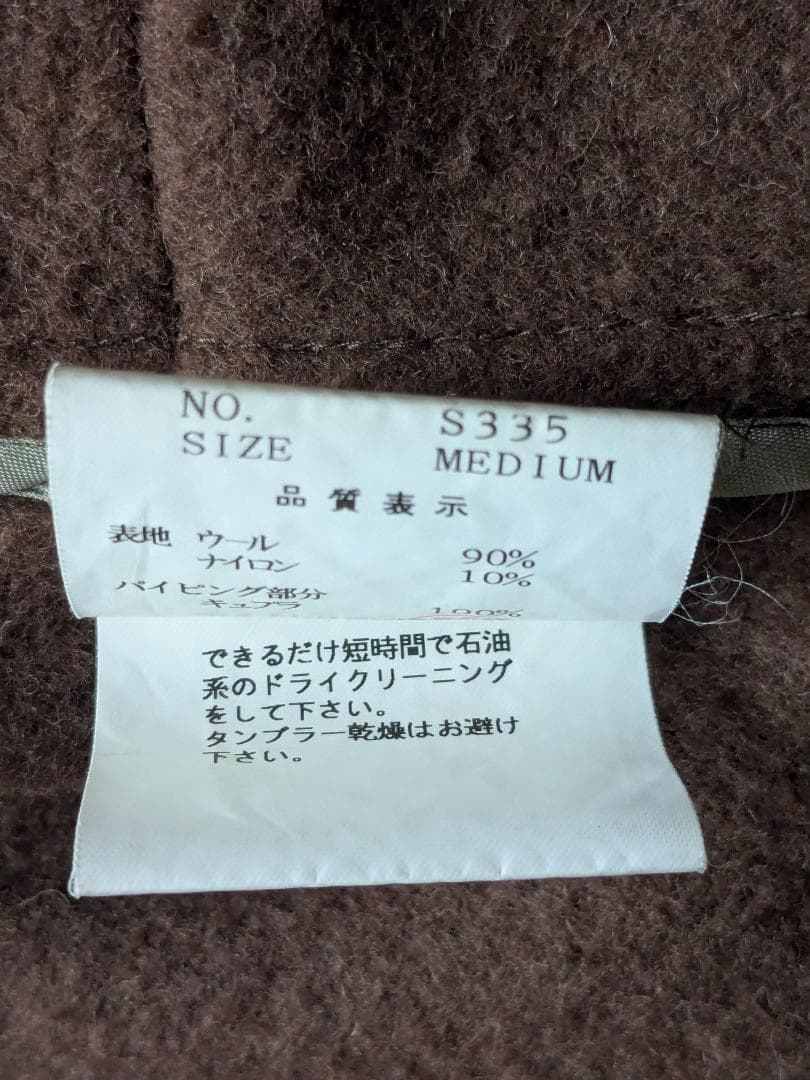 NO. S335
SIZE MEDIUM
品質表示
表地 ウール 90%
ナイロン 10%
パイピング部分
キュプラ 100%
できるだけ短時間で石油
系のドライクリーニング
をして下さい。
タンブラー乾燥はお避け
下さい。